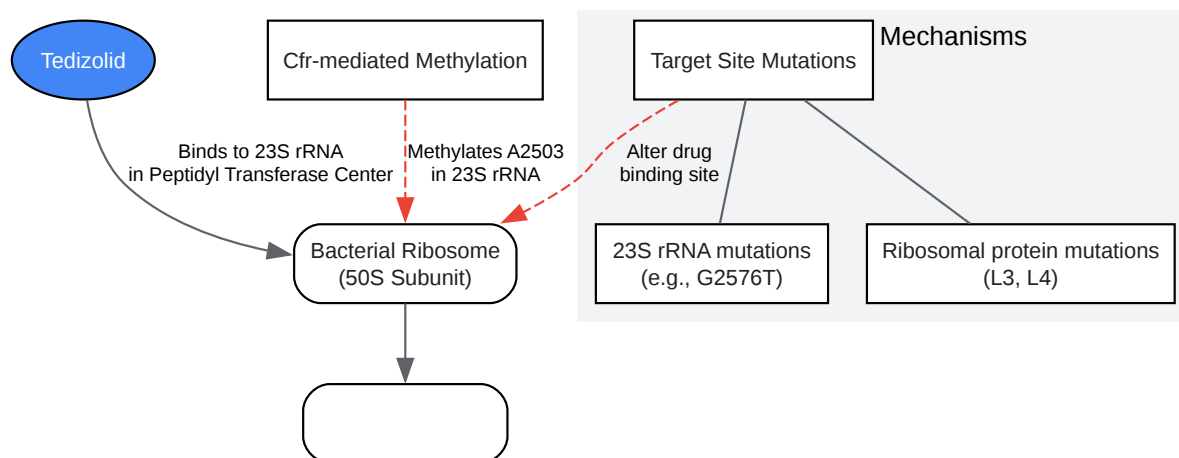 Mechanisms
Tedizolid
Cfr-mediated Methylation
Target Site Mutations
Binds to 23S rRNA
in Peptidyl Transferase Center
Methylates A2503
in 23S rRNA
Alter drug
binding site
Bacterial Ribosome
(50S Subunit)
23S rRNA mutations
(e.g., G2576T)
Ribosomal protein mutations
(L3, L4)